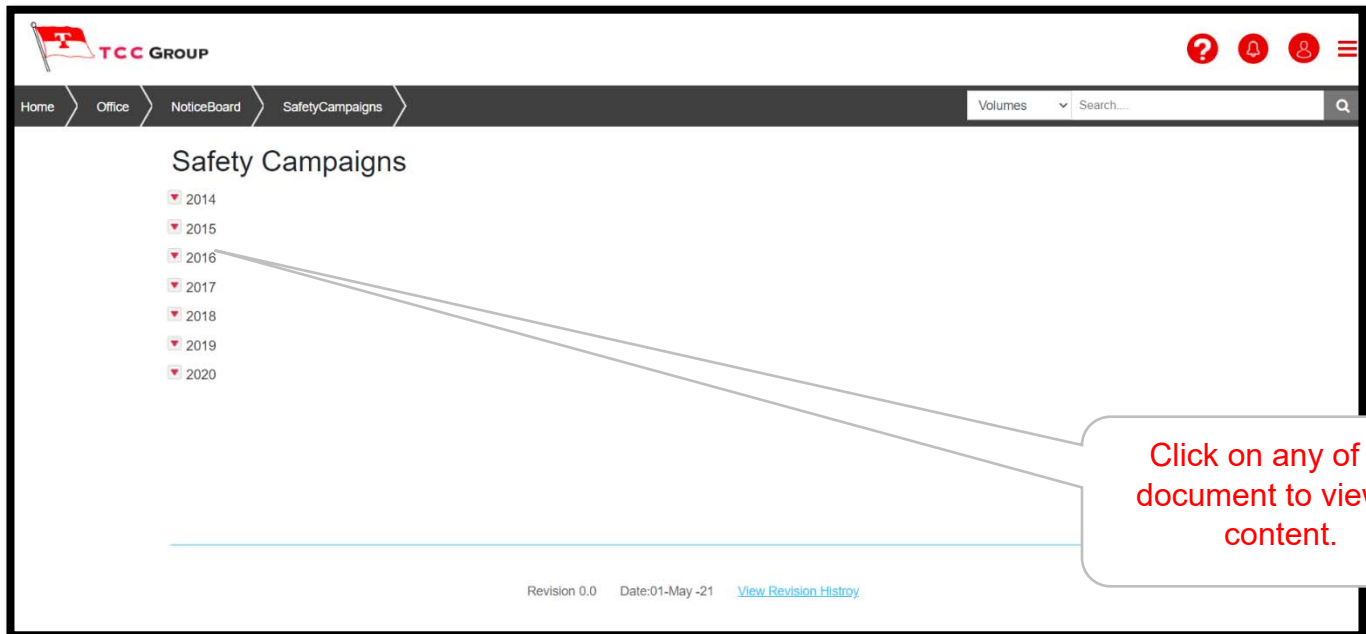 T
TCC GROUP
?
Home Office NoticeBoard SafetyCampaigns Volumes Search....
Safety Campaigns
2014
2015
2016
2017
2018
2019
2020
Click on any of
document to view
content.
Revision 0.0 Date:01-May -21 View Revision Histroy